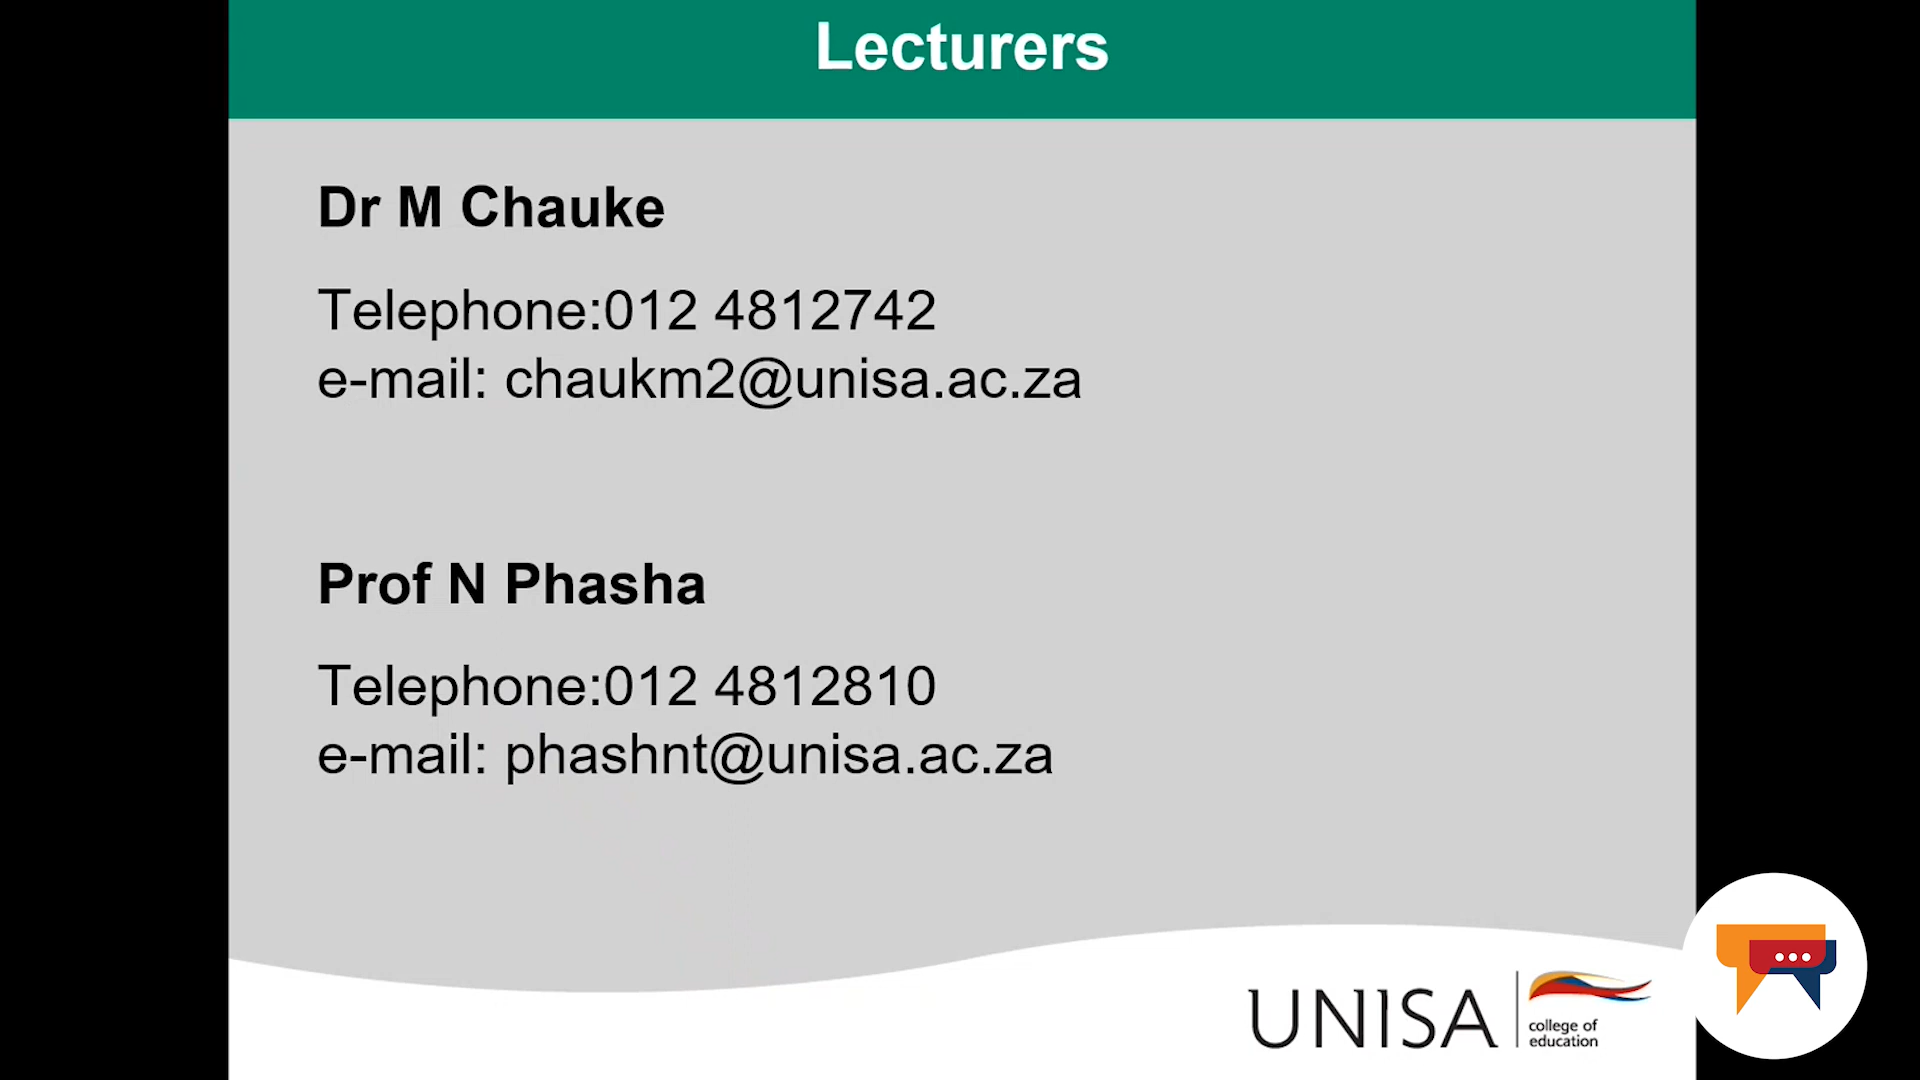 Lecturers
Dr M Chauke
Telephone:012 4812742
e-mail: chaukm2@unisa.ac.za
Prof N Phasha
Telephone:012 4812810
e-mail: phashnt@unisa.ac.za
UNISA
college of
education